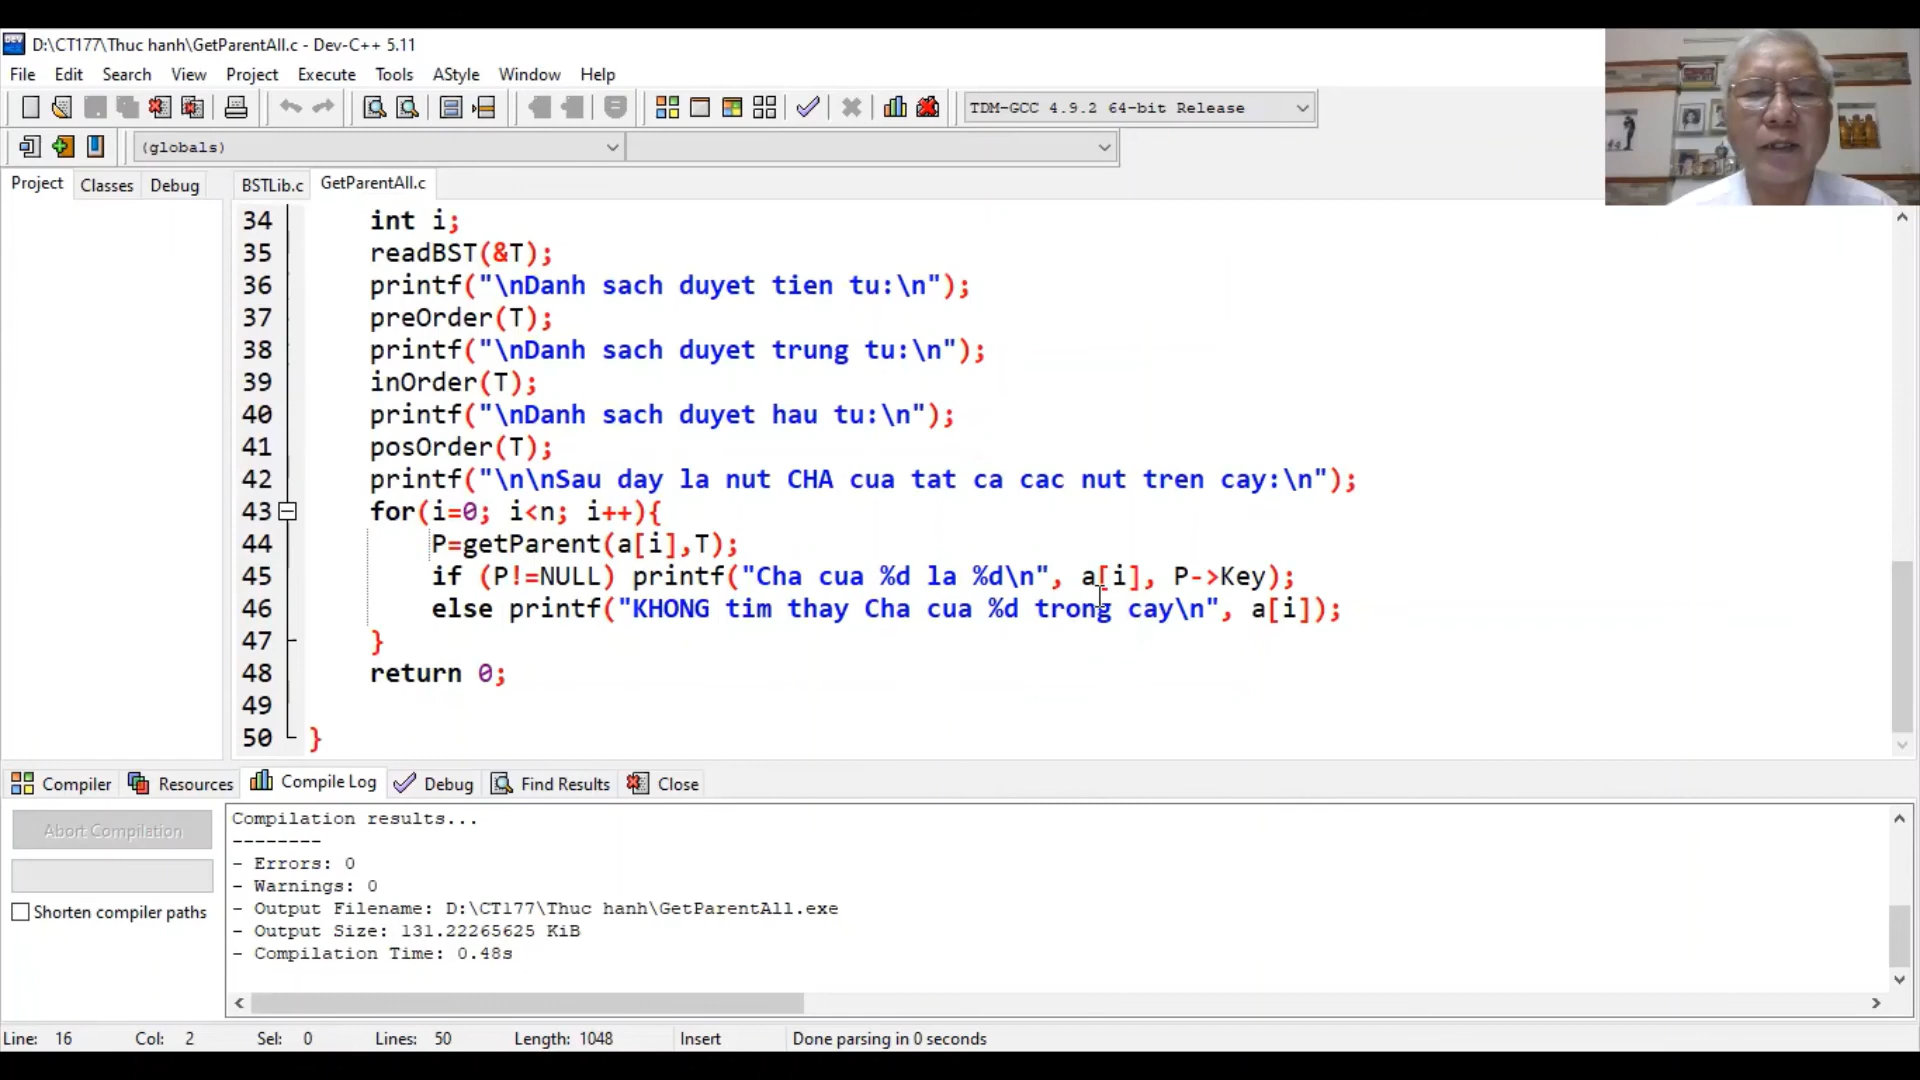 D:\CT177\Thuc hanh\GetParentAll.c - Dev-C++ 5.11
File Edit Search View Project Execute Tools AStyle Window Help
TDM-GCC 4.9.2 64-bit Release
(globals)
Project Classes Debug BSTLib.c GetParentAll.c
34 int i;
35 readBST(&T);
36 printf("\nDanh sach duyet tien tu:\n");
37 preOrder(T);
38 printf("\nDanh sach duyet trung tu:\n");
39 inOrder(T);
40 printf("\nDanh sach duyet hau tu:\n");
41 posOrder(T);
42 printf("\n\nSau day la nut CHA cua tat ca cac nut tren cay:\n");
43 for(i=0; i<n; i++){
44 P=getParent(a[i],T);
45 if (P!=NULL) printf("Cha cua %d la %d\n", a[i], P->Key);
46 else printf("KHONG tim thay Cha cua %d trong cay\n", a[i]);
47 }
48 return 0;
49
50 }
Compiler Resources Compile Log Debug Find Results Close
Abort Compilation
Shorten compiler paths
Compilation results...
--------
- Errors: 0
- Warnings: 0
- Output Filename: D:\CT177\Thuc hanh\GetParentAll.exe
- Output Size: 131.22265625 KiB
- Compilation Time: 0.48s
Line: 16 Col: 2 Sel: 0 Lines: 50 Length: 1048 Insert Done parsing in 0 seconds